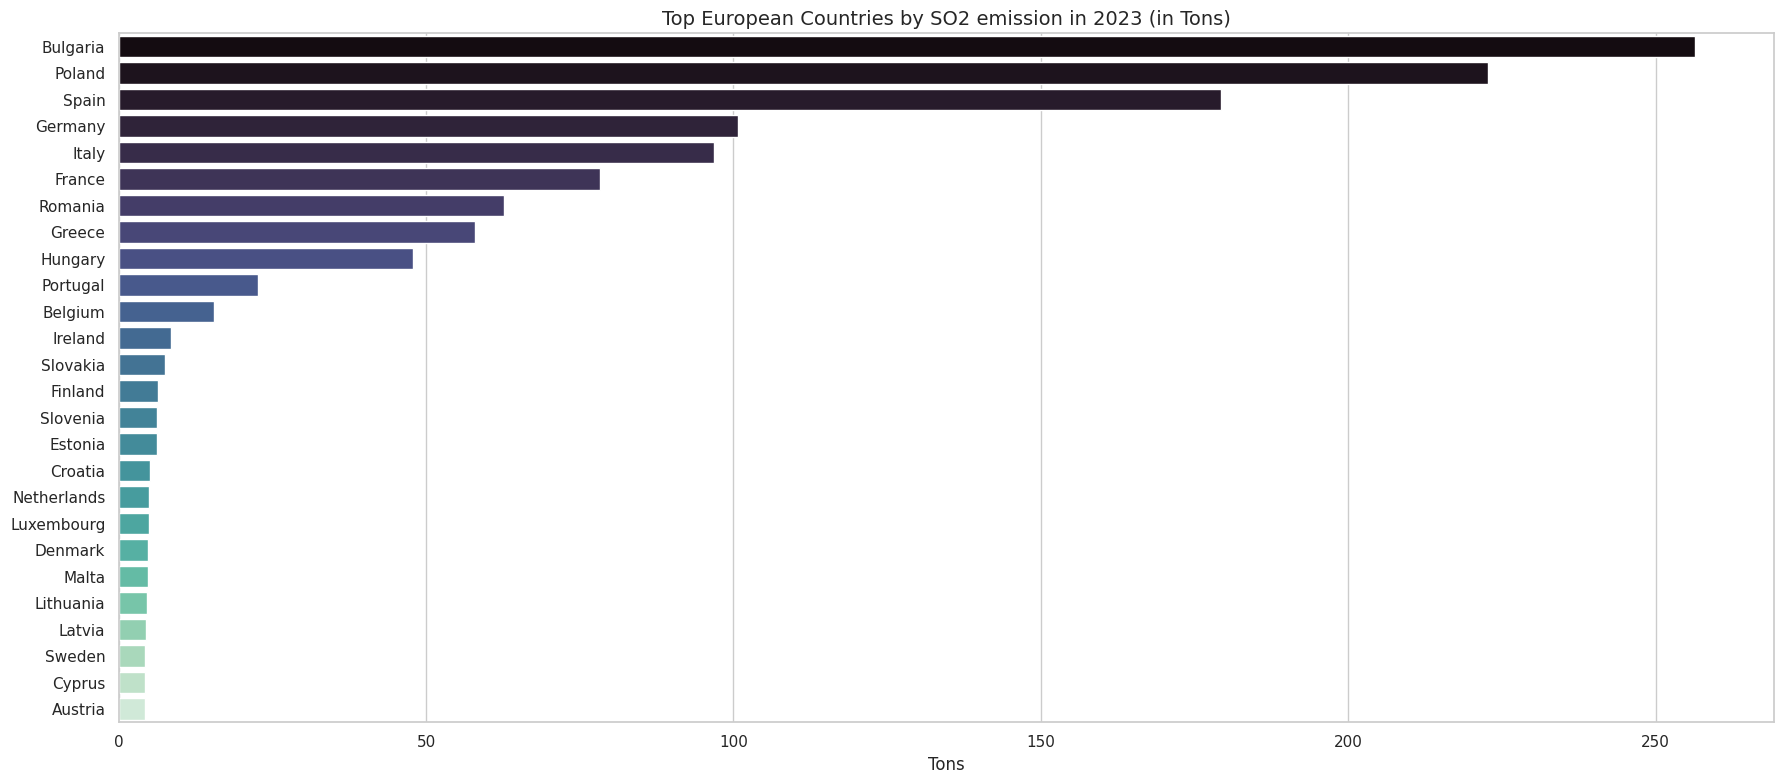 Top European Countries by SO2 emission in 2023 (in Tons)
Bulgaria
Poland
Spain
Germany
Italy
France
Romania
Greece
Hungary
Portugal
Belgium
Ireland
Slovakia
Finland
Slovenia
Estonia
Croatia
Netherlands
Luxembourg
Denmark
Malta
Lithuania
Latvia
Sweden
Cyprus
Austria
0 50 100 150 200 250
Tons